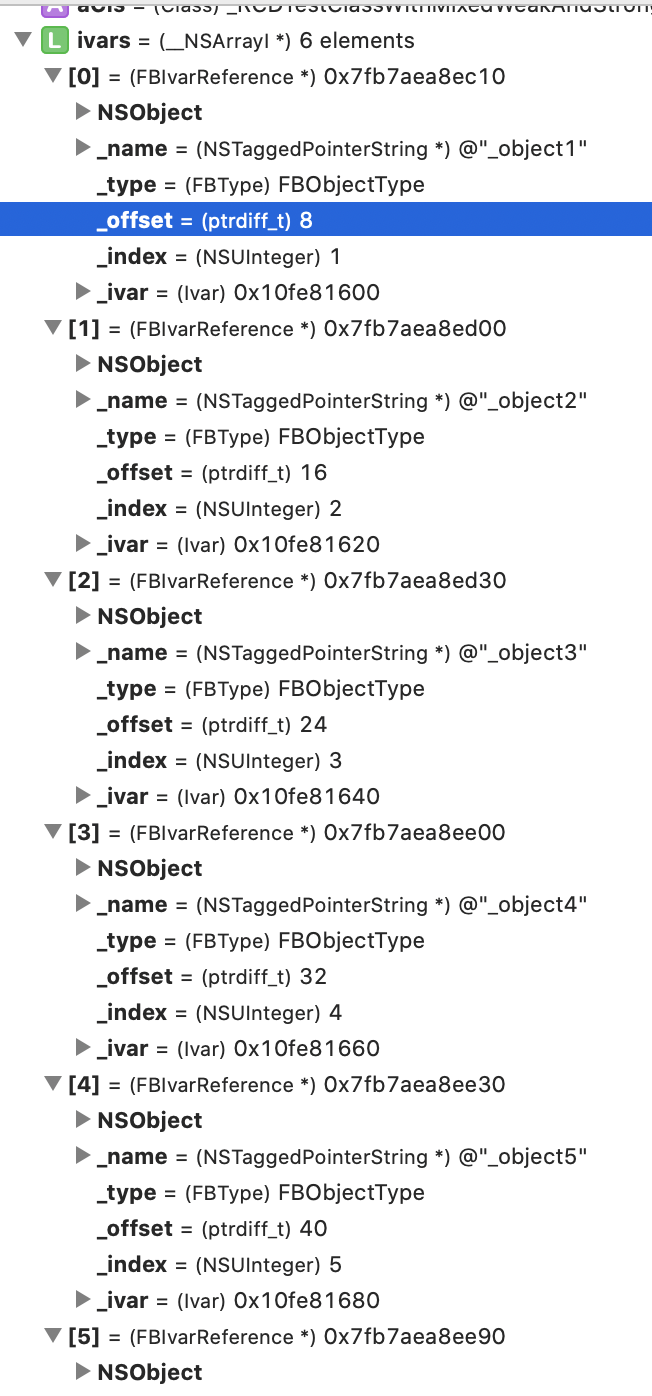 ivars = (__NSArrayI *) 6 elements
[0] = (FBIvarReference *) 0x7fb7aea8ec10
NSObject
_name = (NSTaggedPointerString *) @"_object1"
_type = (FBType) FBObjectType
_offset = (ptrdiff_t) 8
_index = (NSUInteger) 1
_ivar = (Ivar) 0x10fe81600
[1] = (FBIvarReference *) 0x7fb7aea8ed00
NSObject
_name = (NSTaggedPointerString *) @"_object2"
_type = (FBType) FBObjectType
_offset = (ptrdiff_t) 16
_index = (NSUInteger) 2
_ivar = (Ivar) 0x10fe81620
[2] = (FBIvarReference *) 0x7fb7aea8ed30
NSObject
_name = (NSTaggedPointerString *) @"_object3"
_type = (FBType) FBObjectType
_offset = (ptrdiff_t) 24
_index = (NSUInteger) 3
_ivar = (Ivar) 0x10fe81640
[3] = (FBIvarReference *) 0x7fb7aea8ee00
NSObject
_name = (NSTaggedPointerString *) @"_object4"
_type = (FBType) FBObjectType
_offset = (ptrdiff_t) 32
_index = (NSUInteger) 4
_ivar = (Ivar) 0x10fe81660
[4] = (FBIvarReference *) 0x7fb7aea8ee30
NSObject
_name = (NSTaggedPointerString *) @"_object5"
_type = (FBType) FBObjectType
_offset = (ptrdiff_t) 40
_index = (NSUInteger) 5
_ivar = (Ivar) 0x10fe81680
[5] = (FBIvarReference *) 0x7fb7aea8ee90
NSObject